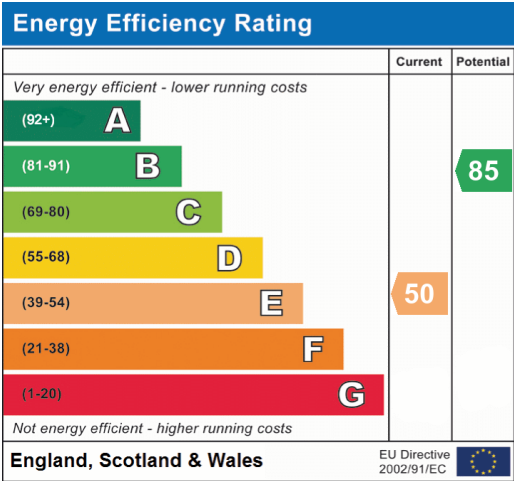 Energy Efficiency Rating
Current Potential
Very energy efficient - lower running costs
(92+) A
(81-91) B
85
(69-80) C
(55-68) D
(39-54) E
50
(21-38) F
(1-20) G
Not energy efficient - higher running costs
England, Scotland & Wales
EU Directive
2002/91/EC